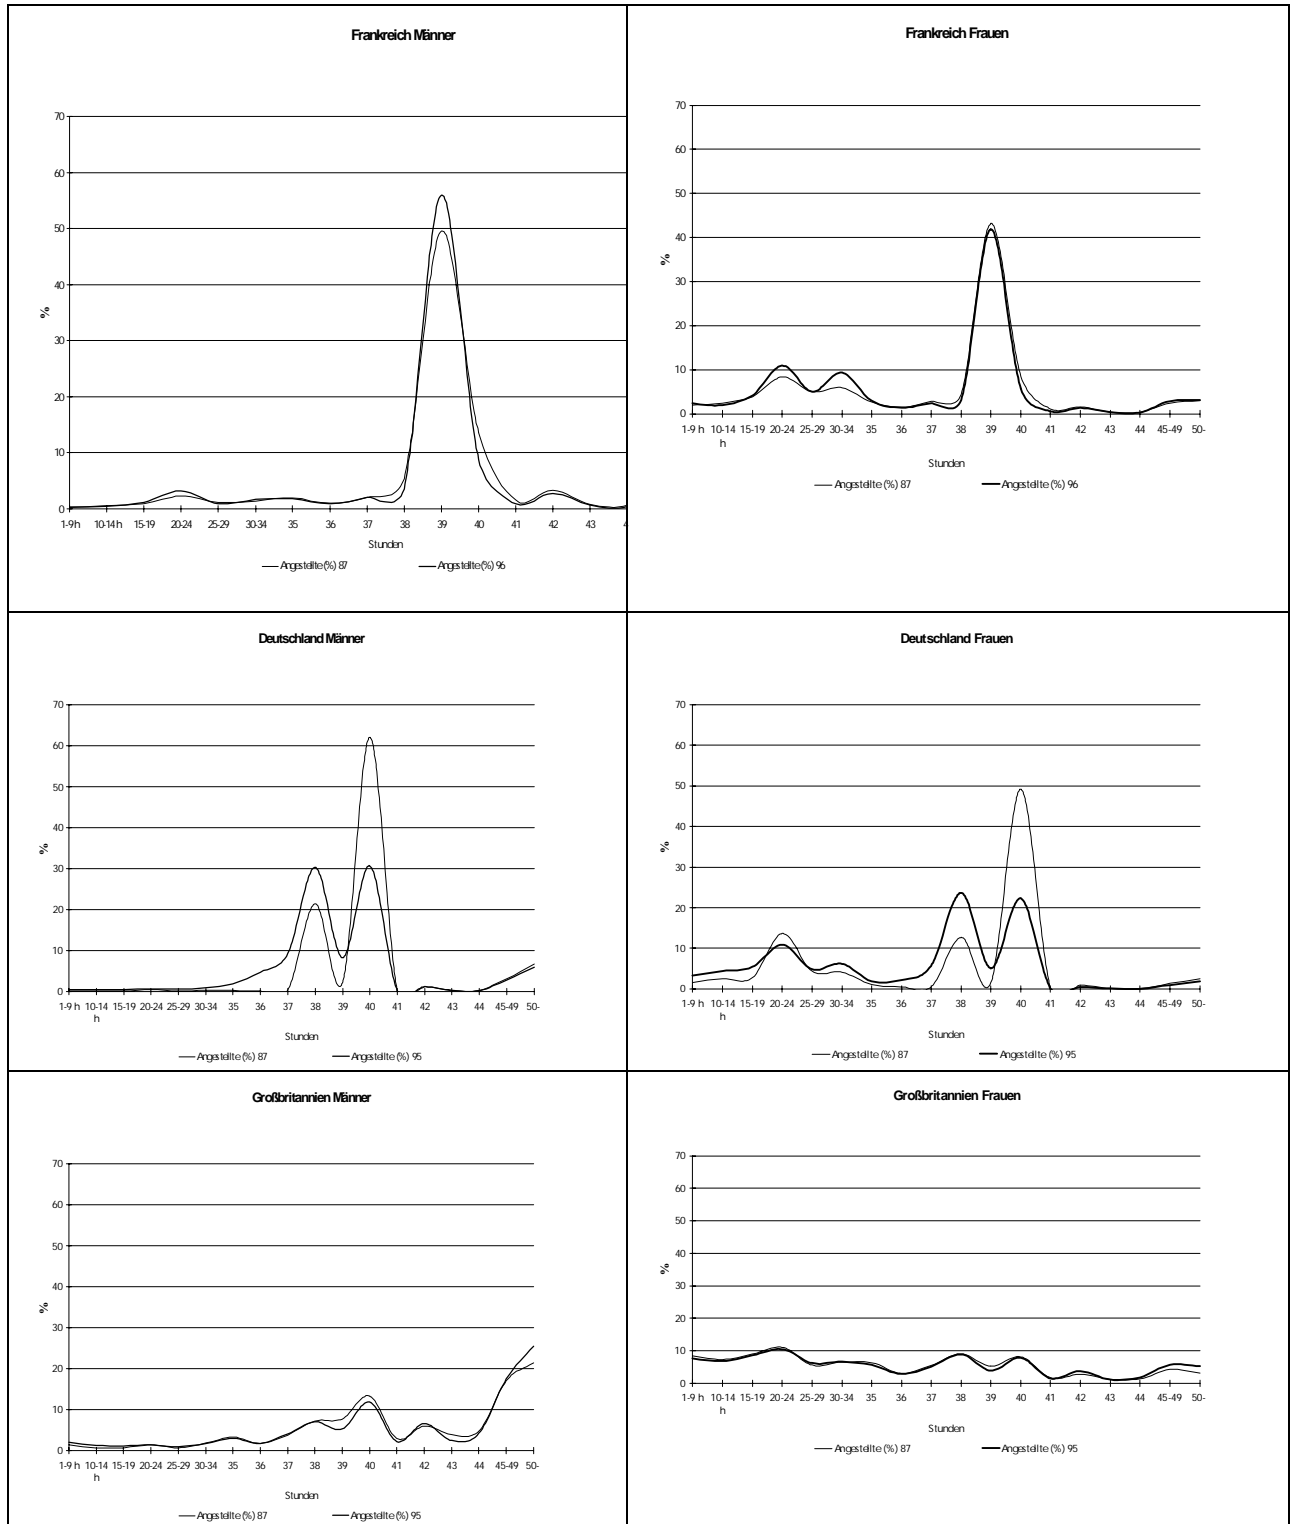 Frankreich Männer
70
60
50
40
30
20
10
0
%
1-9h 10-14h 15-19 20-24 25-29 30-34 35 36 37 38 39 40 41 42 43
Stunden
Angestellte (%) 87 Angestellte (%) 96
Frankreich Frauen
70
60
50
40
30
20
10
0
%
1-9 h 10-14 15-19 20-24 25-29 30-34 35 36 37 38 39 40 41 42 43 44 45-49 50-
h
Stunden
Angestellte (%) 87 Angestellte (%) 96
Deutschland Männer
70
60
50
40
30
20
10
0
%
1-9 h 10-14 15-19 20-24 25-29 30-34 35 36 37 38 39 40 41 42 43 44 45-49 50-
h
Stunden
Angestellte (%) 87 Angestellte (%) 95
Deutschland Frauen
70
60
50
40
30
20
10
0
%
1-9 h 10-14 15-19 20-24 25-29 30-34 35 36 37 38 39 40 41 42 43 44 45-49 50-
h
Stunden
Angestellte (%) 87 Angestellte (%) 95
Großbritannien Männer
70
60
50
40
30
20
10
0
%
1-9 h 10-14 15-19 20-24 25-29 30-34 35 36 37 38 39 40 41 42 43 44 45-49 50-
h
Stunden
Angestellte (%) 87 Angestellte (%) 95
Großbritannien Frauen
70
60
50
40
30
20
10
0
%
1-9 h 10-14 15-19 20-24 25-29 30-34 35 36 37 38 39 40 41 42 43 44 45-49 50-
h
Stunden
Angestellte (%) 87 Angestellte (%) 95